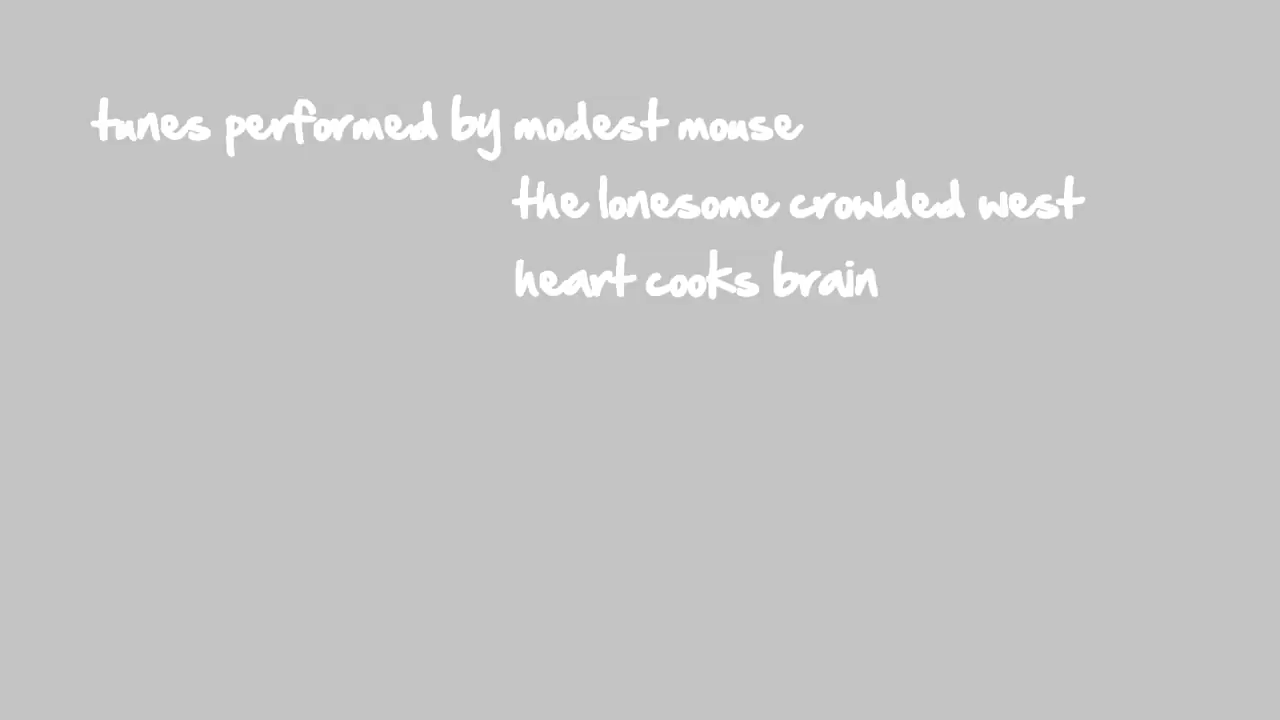 tunes performed by modest mouse
the lonesome crowded west
heart cooks brain